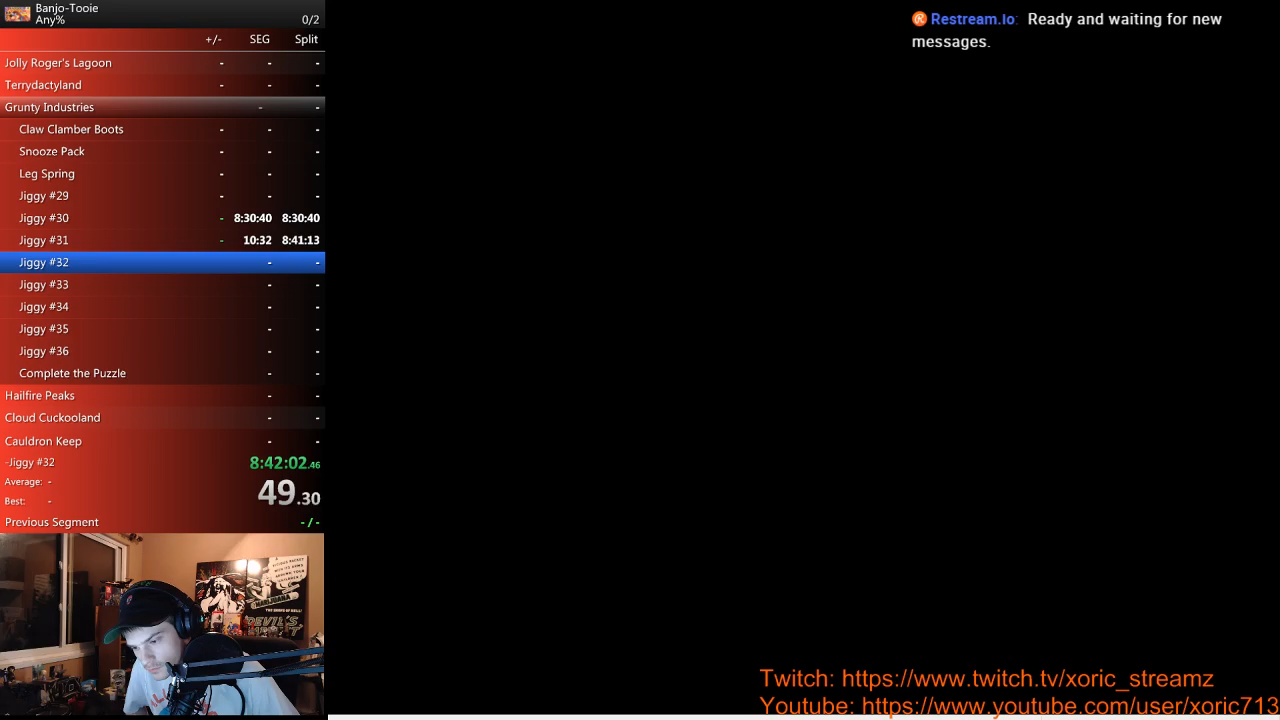 Banjo-Tooie
Any%
0/2
+/- SEG Split
Jolly Roger's Lagoon - - -
Terrydactyland - - -
Grunty Industries - -
Claw Clamber Boots - - -
Snooze Pack - - -
Leg Spring - - -
Jiggy #29 - - -
Jiggy #30 - 8:30:40 8:30:40
Jiggy #31 - 10:32 8:41:13
Jiggy #32 - -
Jiggy #33 - -
Jiggy #34 - -
Jiggy #35 - -
Jiggy #36 - -
Complete the Puzzle - -
Hailfire Peaks - -
Cloud Cuckooland - -
Cauldron Keep - -
-Jiggy #32 8:42:02.46
Average: -
Best: -
49.30
Previous Segment - / -
Restream.io: Ready and waiting for new
messages.
MARIJUANA
DEVIL'S
Twitch: https://www.twitch.tv/xoric_streamz
Youtube: https://www.youtube.com/user/xoric713